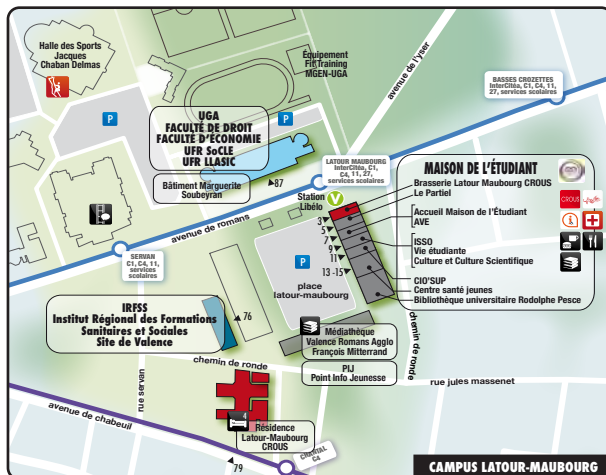 Halle des Sports
Jacques
Chaban Delmas
Équipement
Fit Training
MGEN-UGA
avenue de l'yser
BASSES CROZETTES
InterCitéa, C1, C4, 11,
27, services scolaires
P
P
UGA
FACULTÉ DE DROIT
FACULTÉ D'ÉCONOMIE
UFR SoCLE
UFR LLASIC
Bâtiment Marguerite
Soubeyran
87
LATOUR MAUBOURG
InterCitéa, C1,
C4, 11, 27,
services scolaires
Station
Libélo
V
MAISON DE L'ÉTUDIANT
Brasserie Latour Maubourg CROUS
Le Partiel
Accueil Maison de l'Étudiant
AVE
ISSO
Vie étudiante
Culture et Culture Scientifique
CIO'SUP
Centre santé jeunes
Bibliothèque universitaire Rodolphe Pesce
CROUS
i
3
5
7
9
11
13 -15
avenue de romans
SERVAN
C1, C4, 11,
services
scolaires
P
place
latour-maubourg
IRFSS
Institut Régional des Formations
Sanitaires et Sociales
Site de Valence
76
Médiathèque
Valence Romans Agglo
François Mitterrand
PIJ
Point Info Jeunesse
chemin de ronde
chemin de ronde
rue jules massenet
rue servan
avenue de chabeuil
Résidence
Latour-Maubourg
CROUS
CHANTAL
C4
79
CAMPUS LATOUR-MAUBOURG